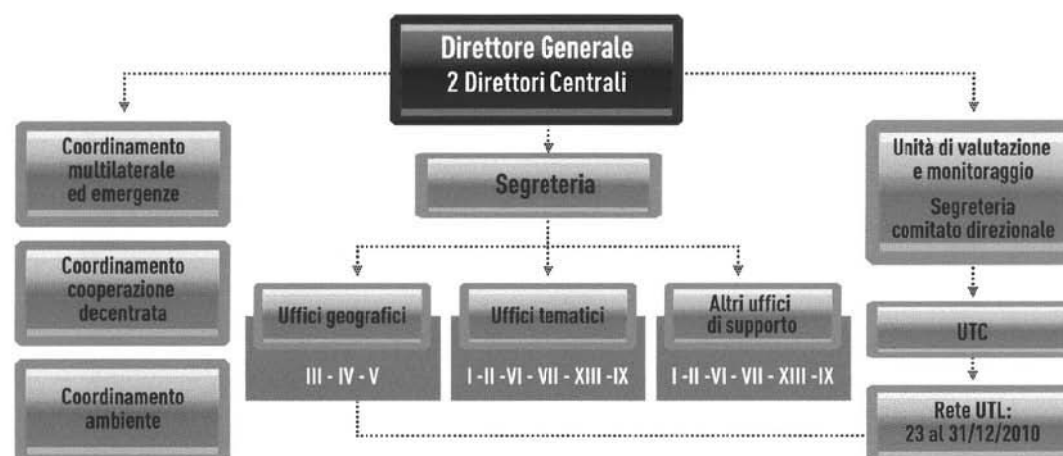 Direttore Generale
2 Direttori Centrali
Coordinamento
multilaterale
ed emergenze
Segreteria
Unità di valutazione
e monitoraggio
Segreteria
comitato direzionale
Coordinamento
cooperazione
decentrata
Uffici geografici
III - IV - V
Uffici tematici
I -II -VI - VII - XIII -IX
Altri uffici
di supporto
I -II -VI - VII - XIII -IX
UTC
Coordinamento
ambiente
Rete UTL:
23 al 31/12/2010